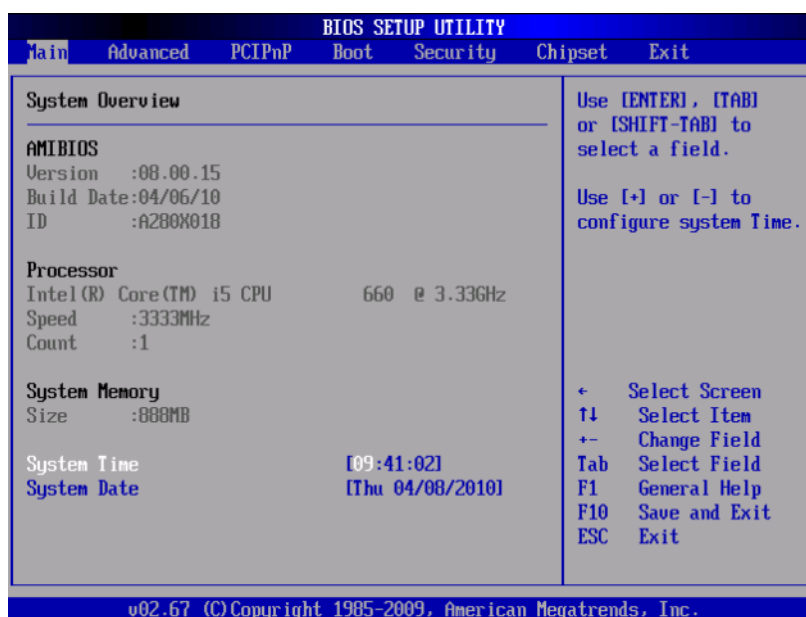 BIOS SETUP UTILITY
Main Advanced PCIPnP Boot Security Chipset Exit
System Overview
AMIBIOS
Version :08.00.15
Build Date:04/06/10
ID :A280X018
Processor
Intel(R) Core(TM) i5 CPU 660 @ 3.33GHz
Speed :3333MHz
Count :1
System Memory
Size :888MB
System Time [09:41:02]
System Date [Thu 04/08/2010]
Use [ENTER], [TAB]
or [SHIFT-TAB] to
select a field.
Use [+] or [-] to
configure system Time.
← Select Screen
↑↓ Select Item
+- Change Field
Tab Select Field
F1 General Help
F10 Save and Exit
ESC Exit
v02.67 (C)Copyright 1985-2009, American Megatrends, Inc.